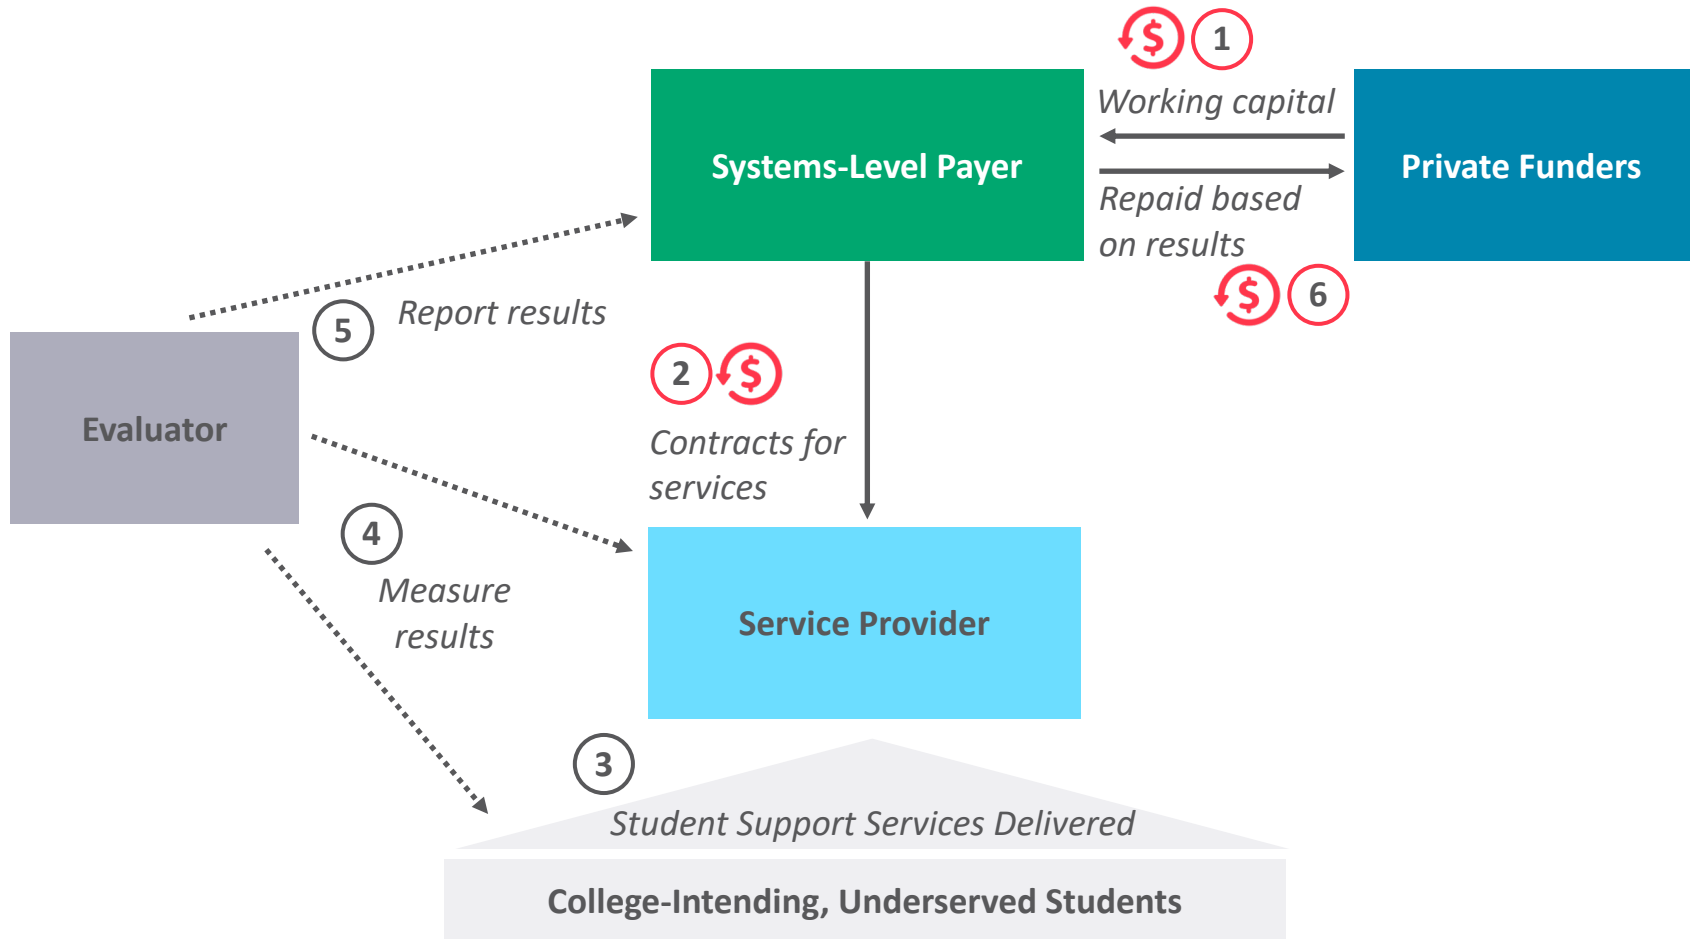 $ 1
Working capital
Systems-Level Payer
Private Funders
Repaid based
on results
$ 6
5
Report results
2 $
Evaluator
Contracts for
services
4
Measure
results
Service Provider
3
Student Support Services Delivered
College-Intending, Underserved Students